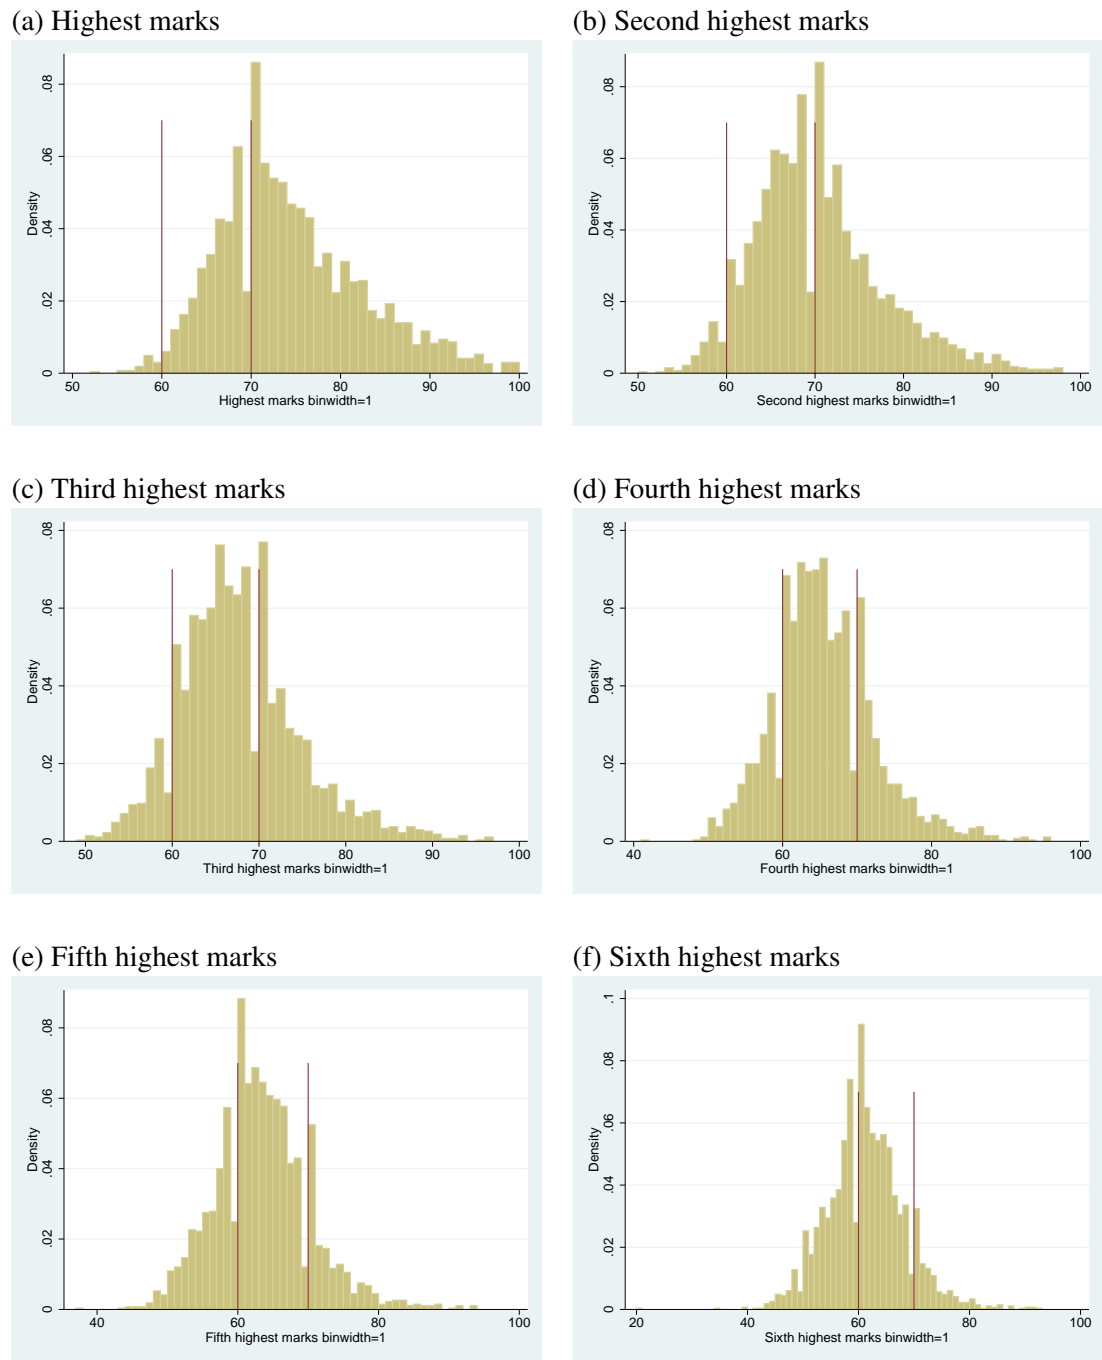 (a) Highest marks
Density
0 .02 .04 .06 .08
50 60 70 80 90 100
Highest marks binwidth=1
(b) Second highest marks
Density
0 .02 .04 .06 .08
50 60 70 80 90 100
Second highest marks binwidth=1
(c) Third highest marks
Density
0 .02 .04 .06 .08
50 60 70 80 90 100
Third highest marks binwidth=1
(d) Fourth highest marks
Density
0 .02 .04 .06 .08
40 60 80 100
Fourth highest marks binwidth=1
(e) Fifth highest marks
Density
0 .02 .04 .06 .08
40 60 80 100
Fifth highest marks binwidth=1
(f) Sixth highest marks
Density
0 .02 .04 .06 .08 .1
20 40 60 80 100
Sixth highest marks binwidth=1